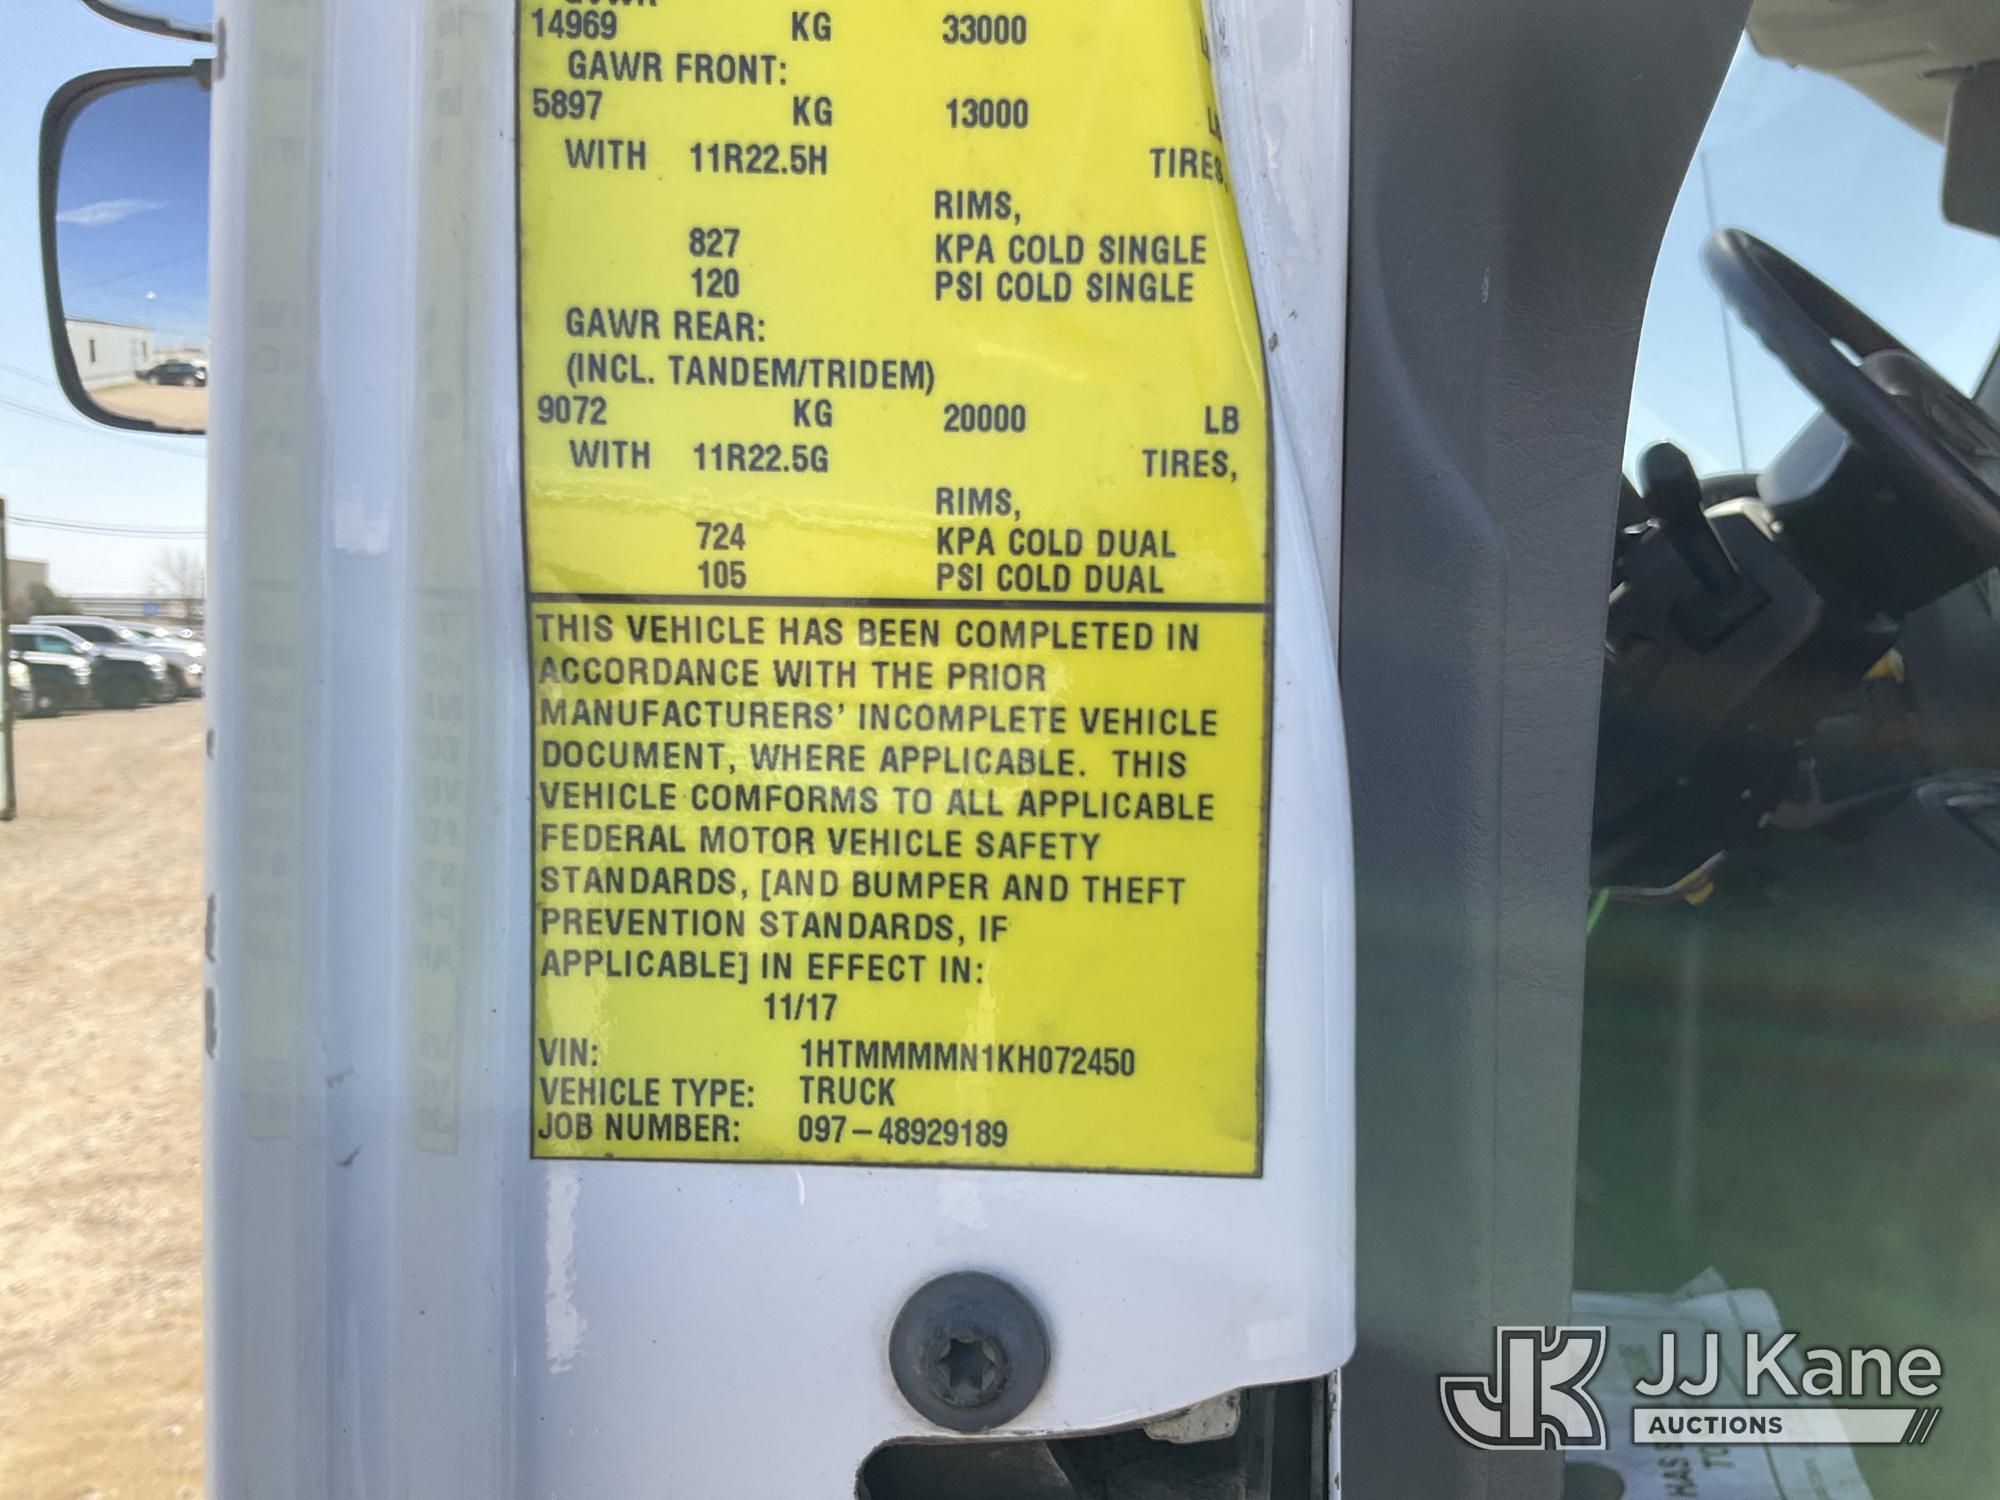 14969 KG 33000
GAWR FRONT:
5897 KG 13000
WITH 11R22.5H TIRES,
RIMS,
827 KPA COLD SINGLE
120 PSI COLD SINGLE
GAWR REAR:
(INCL. TANDEM/TRIDEM)
9072 KG 20000 LB
WITH 11R22.5G TIRES,
RIMS,
724 KPA COLD DUAL
105 PSI COLD DUAL
THIS VEHICLE HAS BEEN COMPLETED IN
ACCORDANCE WITH THE PRIOR
MANUFACTURERS' INCOMPLETE VEHICLE
DOCUMENT, WHERE APPLICABLE. THIS
VEHICLE COMFORMS TO ALL APPLICABLE
FEDERAL MOTOR VEHICLE SAFETY
STANDARDS, [AND BUMPER AND THEFT
PREVENTION STANDARDS, IF
APPLICABLE] IN EFFECT IN:
11/17
VIN: 1HTMMMMN1KH072450
VEHICLE TYPE: TRUCK
JOB NUMBER: 097-48929189
JK JJ Kane
AUCTIONS